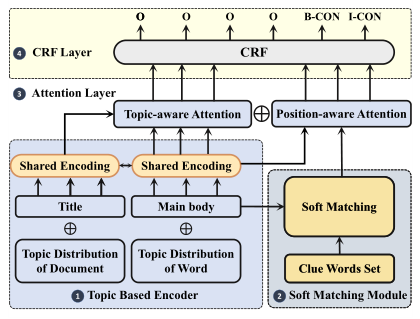 O O O O B-CON I-CON
CRF
4 CRF Layer
3 Attention Layer
Topic-aware Attention ⊕ Position-aware Attention
Shared Encoding Shared Encoding
Title Main body
Soft Matching
⊕ ⊕
Topic Distribution
of Document
Topic Distribution
of Word
Clue Words Set
1 Topic Based Encoder
2 Soft Matching Module